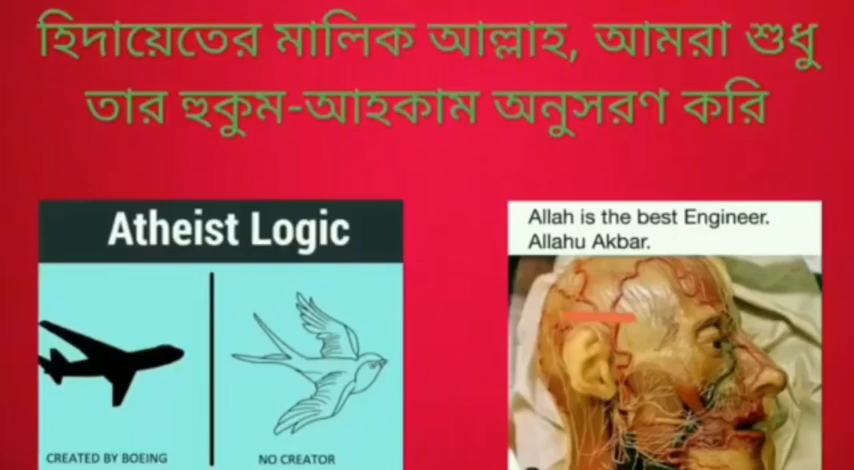 হিদায়েতের মালিক আল্লাহ, আমরা শুধু
তার হুকুম-আহকাম অনুসরণ করি
Atheist Logic
CREATED BY BOEING
NO CREATOR
Allah is the best Engineer.
Allahu Akbar.